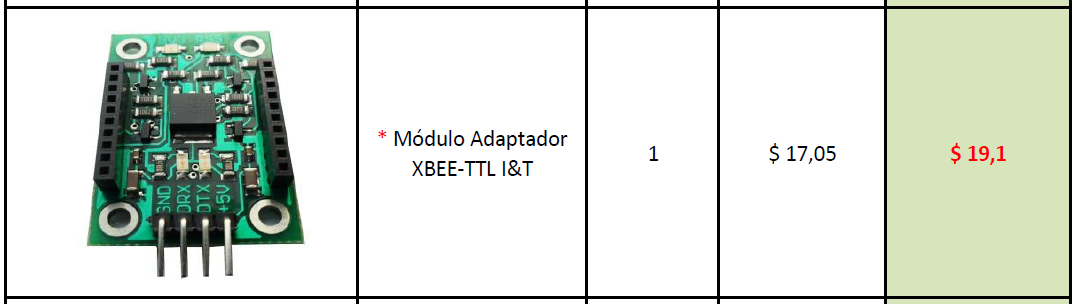 * Módulo Adaptador
XBEE-TTL I&T
1
$ 17,05
$ 19,1
GND
DRX
DTX
+5V